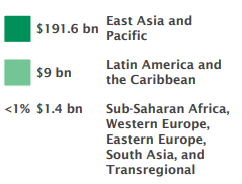 $191.6 bn East Asia and
Pacific
$9 bn Latin America and
the Caribbean
<1% $1.4 bn Sub-Saharan Africa,
Western Europe,
Eastern Europe,
South Asia, and
Transregional